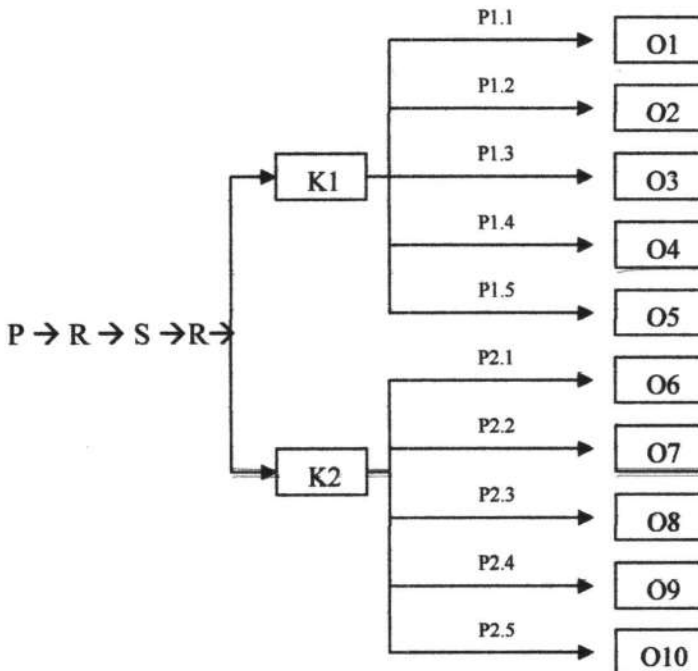 P1.1
O1
P1.2
O2
P1.3
K1
O3
P1.4
O4
P1.5
O5
P → R → S → R →
P2.1
O6
P2.2
K2
O7
P2.3
O8
P2.4
O9
P2.5
O10